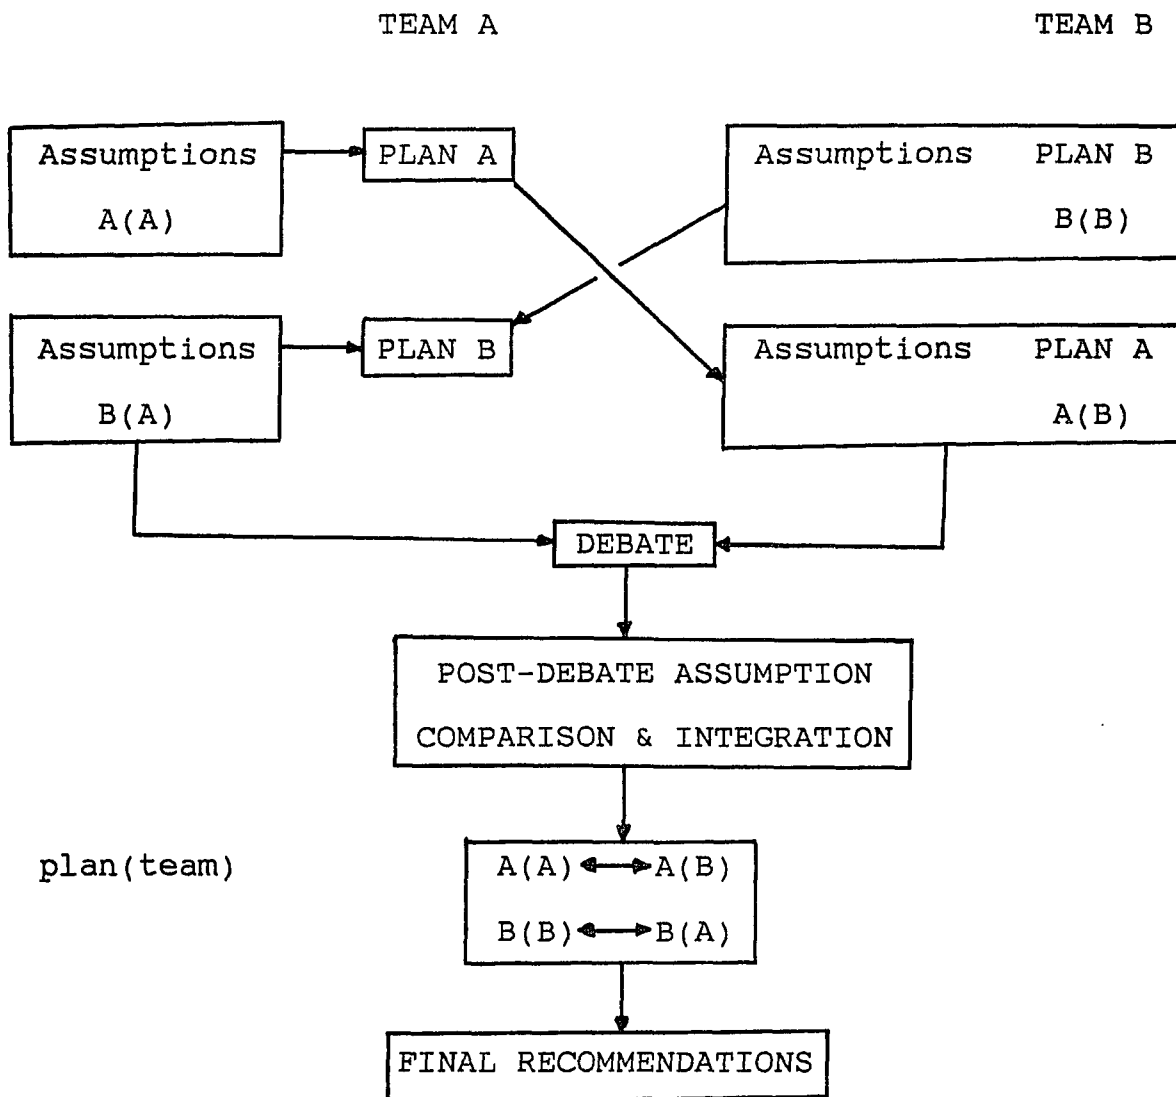 TEAM A
TEAM B
Assumptions
A(A)
PLAN A
Assumptions PLAN B
B(B)
Assumptions
B(A)
PLAN B
Assumptions PLAN A
A(B)
DEBATE
POST-DEBATE ASSUMPTION
COMPARISON & INTEGRATION
plan(team)
A(A) A(B)
B(B) B(A)
FINAL RECOMMENDATIONS